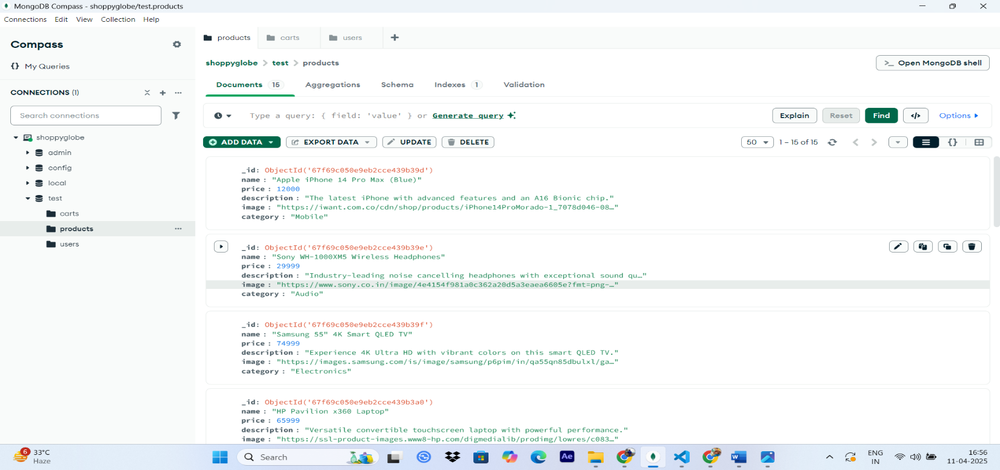 MongoDB Compass - shoppyglobe/test.products
Connections Edit View Collection Help
Compass
{} My Queries
CONNECTIONS (1)
Search connections
shoppyglobe
admin
config
local
test
carts
products
users
products carts users
shoppyglobe > test > products
>_ Open MongoDB shell
Documents 15 Aggregations Schema Indexes 1 Validation
Type a query: { field: 'value' } or Generate query
Explain Reset Find </> Options
ADD DATA EXPORT DATA UPDATE DELETE
50 1 – 15 of 15 {}
_id: ObjectId('67f69c050e9eb2cce439b39d')
name : "Apple iPhone 14 Pro Max (Blue)"
price : 12000
description : "The latest iPhone with advanced features and an A16 Bionic chip."
image : "https://iwant.com.co/cdn/shop/products/iPhone14ProMorado-1_7078d046-08…"
category : "Mobile"
_id: ObjectId('67f69c050e9eb2cce439b39e')
name : "Sony WH-1000XM5 Wireless Headphones"
price : 29999
description : "Industry-leading noise cancelling headphones with exceptional sound qu…"
image : "https://www.sony.co.in/image/4e4154f981a0c362a20d5a3eaea6605e?fmt=png-…"
category : "Audio"
_id: ObjectId('67f69c050e9eb2cce439b39f')
name : "Samsung 55" 4K Smart QLED TV"
price : 74999
description : "Experience 4K Ultra HD with vibrant colors on this smart QLED TV."
image : "https://images.samsung.com/is/image/samsung/p6pim/in/qa55qn85dbulxl/ga…"
category : "Electronics"
_id: ObjectId('67f69c050e9eb2cce439b3a0')
name : "HP Pavilion x360 Laptop"
price : 65999
description : "Versatile convertible touchscreen laptop with powerful performance."
image : "https://ssl-product-images.www8-hp.com/digmedialib/prodimg/lowres/c083…"
6 33°C
Haze
Search
Ae
ENG
IN
16:56
11-04-2025